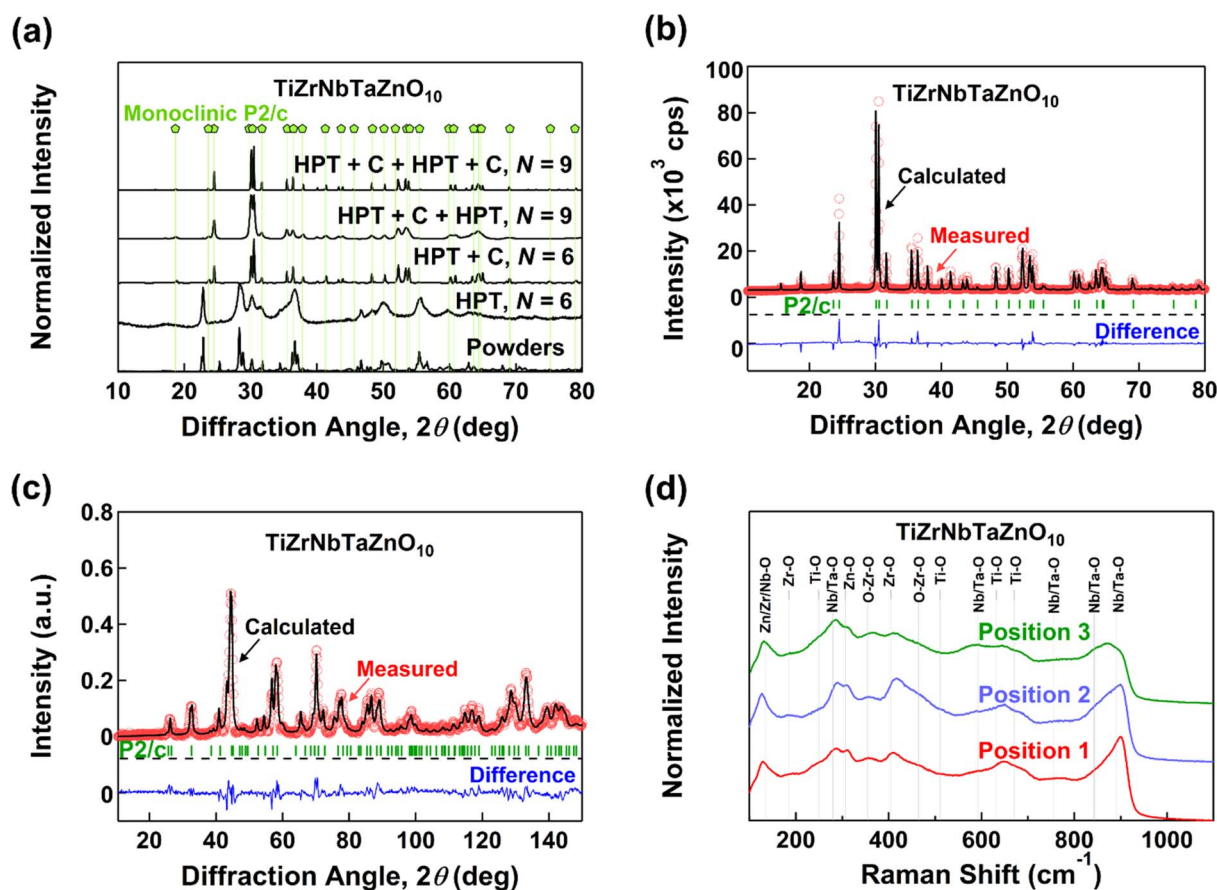 (a)
TiZrNbTaZnO10
Monoclinic P2/c
HPT + C + HPT + C, N = 9
HPT + C + HPT, N = 9
HPT + C, N = 6
HPT, N = 6
Powders
Normalized Intensity
10 20 30 40 50 60 70 80
Diffraction Angle, 2θ (deg)
(b)
TiZrNbTaZnO10
100
80
60
40
20
0
0
Calculated
Measured
P2/c
Difference
Intensity (x10³ cps)
20 30 40 50 60 70 80
Diffraction Angle, 2θ (deg)
(c)
TiZrNbTaZnO10
0.8
0.6
0.4
0.2
0
0
Calculated
Measured
P2/c
Difference
Intensity (a.u.)
20 40 60 80 100 120 140
Diffraction Angle, 2θ (deg)
(d)
TiZrNbTaZnO10
Zn/Zr/Nb-O
Zr-O
Ti-O
Nb/Ta-O
Zn-O
O-Zr-O
Zr-O
O-Zr-O
Ti-O
Nb/Ta-O
Ti-O
Ti-O
Nb/Ta-O
Nb/Ta-O
Nb/Ta-O
Position 3
Position 2
Position 1
Normalized Intensity
200 400 600 800 1000
Raman Shift (cm⁻¹)